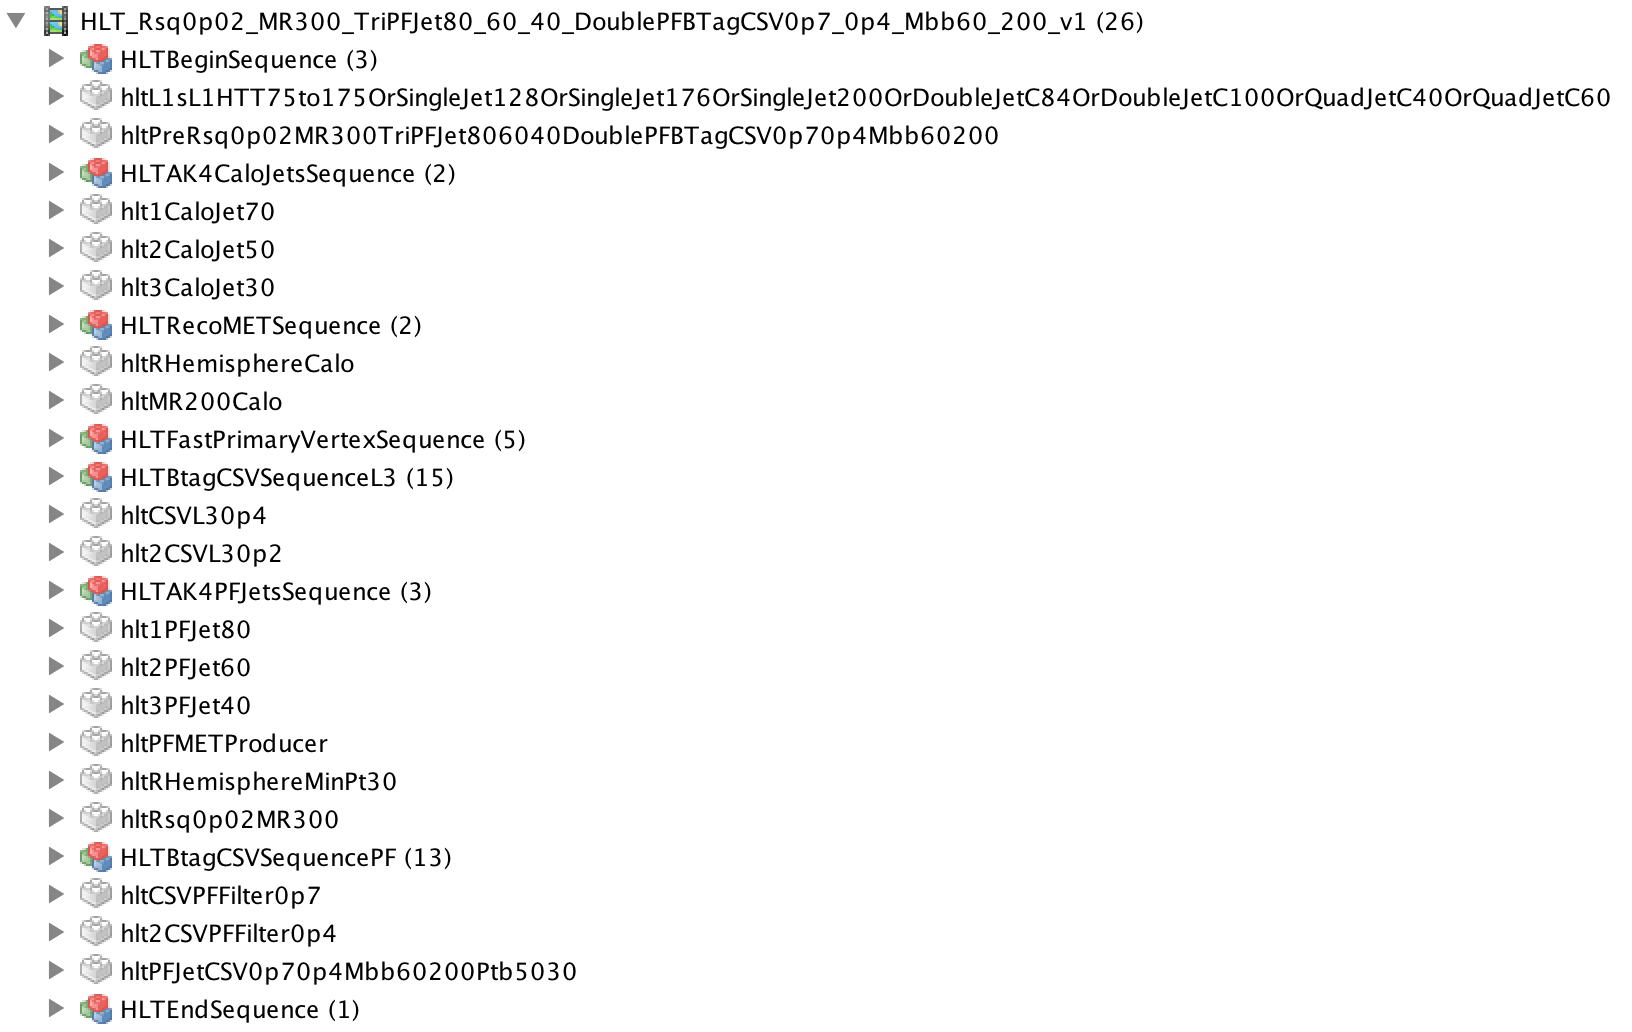 HLT_Rsq0p02_MR300_TriPFJet80_60_40_DoublePFBTagCSV0p7_0p4_Mbb60_200_v1 (26)
HLTBeginSequence (3)
hltL1sL1HTT75to175OrSingleJet128OrSingleJet176OrSingleJet200OrDoubleJetC84OrDoubleJetC100OrQuadJetC40OrQuadJetC60
hltPreRsq0p02MR300TriPFJet806040DoublePFBTagCSV0p70p4Mbb60200
HLTAK4CaloJetsSequence (2)
hlt1CaloJet70
hlt2CaloJet50
hlt3CaloJet30
HLTRecoMETSequence (2)
hltRHemisphereCalo
hltMR200Calo
HLTFastPrimaryVertexSequence (5)
HLTBtagCSVSequenceL3 (15)
hltCSVL30p4
hlt2CSVL30p2
HLTAK4PFJetsSequence (3)
hlt1PFJet80
hlt2PFJet60
hlt3PFJet40
hltPFMETProducer
hltRHemisphereMinPt30
hltRsq0p02MR300
HLTBtagCSVSequencePF (13)
hltCSVPFFilter0p7
hlt2CSVPFFilter0p4
hltPFJetCSV0p70p4Mbb60200Ptb5030
HLTEndSequence (1)